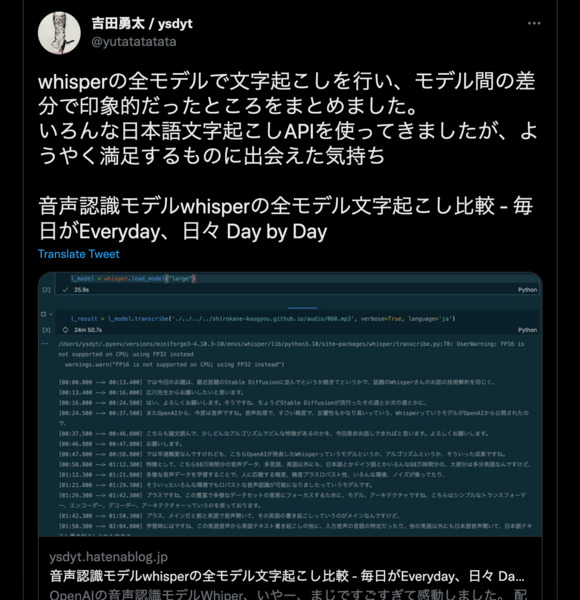 吉田勇太 / ysdyt
@yutatatatata
whisperの全モデルで文字起こしを行い、モデル間の差
分で印象的だったところをまとめました。
いろんな日本語文字起こしAPIを使ってきましたが、よ
うやく満足するものに出会えた気持ち
音声認識モデルwhisperの全モデル文字起こし比較 - 毎
日がEveryday、日々 Day by Day
Translate Tweet
l_model = whisper.load_model("large")
[2] ✓ 25.9s Python
l_result = l_model.transcribe('./../../../shirokane-kougyou.github.io/audio/060.mp3', verbose=True, language='ja')
[3] 24m 50.7s Python
/Users/ysdyt/.pyenv/versions/miniforge3-4.10.3-10/envs/whisper/lib/python3.10/site-packages/whisper/transcribe.py:78: UserWarning: FP16 is
not supported on CPU; using FP32 instead
warnings.warn("FP16 is not supported on CPU; using FP32 instead")
[00:00.000 --> 00:13.400] では今回のお題は、最近話題のStable Diffusionに並んでというか続きてというか、話題のWhisperさんのお話の技術解析を同じく、
[00:13.400 --> 00:16.000] 広川先生からお願いしたいと思います。
[00:16.000 --> 00:24.500] はい、よろしくお願いします。そうですね、ちょうどStable Diffusionが流行ったその週とか次の週とかに、
[00:24.500 --> 00:37.500] またOpenAIから、今度は音声ですね。音声処理で、すごい精度で、反響性もかなり高いっていう、WhisperっていうモデルがOpenAIから公開されたの
で、
[00:37.500 --> 00:46.800] こちらも論文読んで、少しどんなアルゴリズムでどんな特徴があるのかを、今回是非お話しできればと思います。よろしくお願いします。
[00:46.800 --> 00:47.800] お願いします。
[00:47.800 --> 00:58.800] では早速概要なんですけれども、こちらOpenAIが発表したWhisperっていうモデルというか、アルゴリズムというか、そういった成果ですね。
[00:58.800 --> 01:12.300] 特徴として、こちら68万時間分の音声データ、多言語、英語以外にも、日本語とかドイツ語とかいろんな68万時間の、大部分は多分英語なんですけど、
[01:12.300 --> 01:21.800] 多様な音声データを学習することで、人に匹敵する精度、精度プラスロバスト性、いろんな環境、ノイズが乗ってたり、
[01:21.800 --> 01:29.300] そういったいろんな環境でもロバストな音声認識が可能になりましたっていうモデルです。
[01:29.300 --> 01:42.300] プラスですね、この豊富で多様なデータセットの意思にフォーカスするために、モデル、アーキテクチャですね、こちらはシンプルなトランスフォーマ
ー、エンコーダー、デコーダー、アーキテクチャーっていうのを使っております。
[01:42.300 --> 01:50.300] プラス、メインだと割と英語で音声聞いて、その英語の書き起こしっていうのがメインなんですけど、
[01:50.300 --> 02:04.800] 学習時にはですね、この英語音声から英語テキスト書き起こしの他に、入力音声の言語の特定だったり、他の英語以外にも日本語音声聞いて、日本語テキ
ysdyt.hatenablog.jp
音声認識モデルwhisperの全モデル文字起こし比較 - 毎日がEveryday、日々 Da...
OpenAIの音声認識モデルWhiper、いやー、まじですごすぎて感動しました。 配